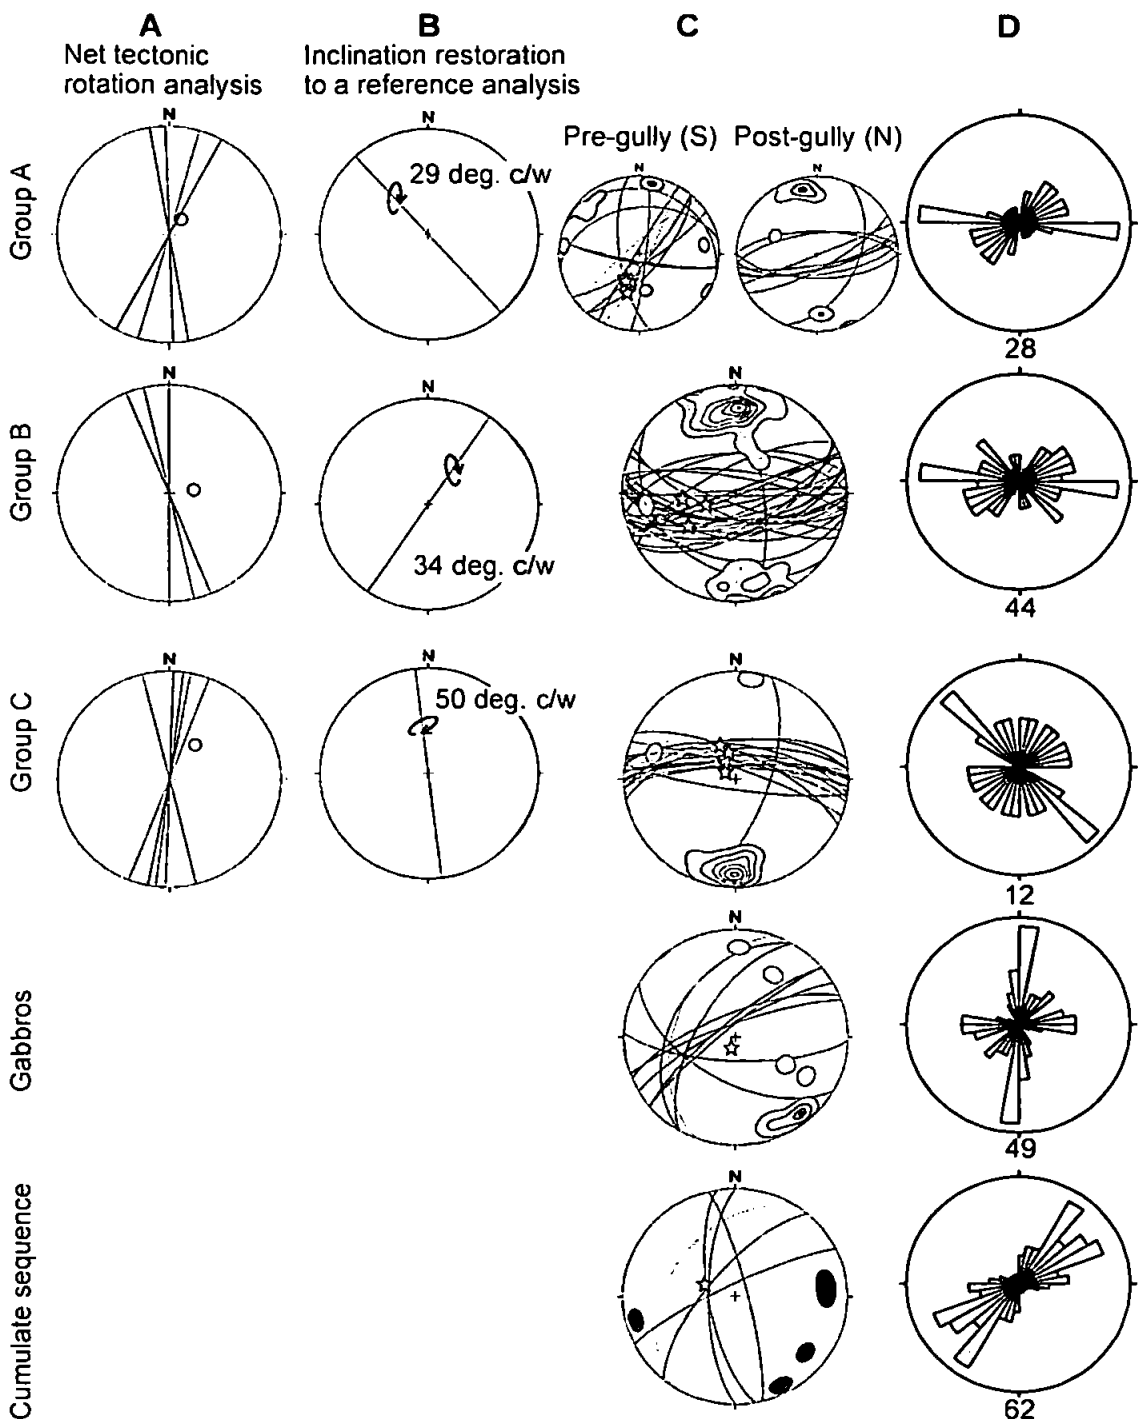 A
B
C
D
Net tectonic
rotation analysis
Inclination restoration
to a reference analysis
Pre-gully (S)
Post-gully (N)
Group A
N
29 deg. c/w
N
N
N
28
Group B
N
N
34 deg. c/w
N
44
Group C
N
N
50 deg. c/w
N
12
Gabbros
N
49
Cumulate sequence
N
62